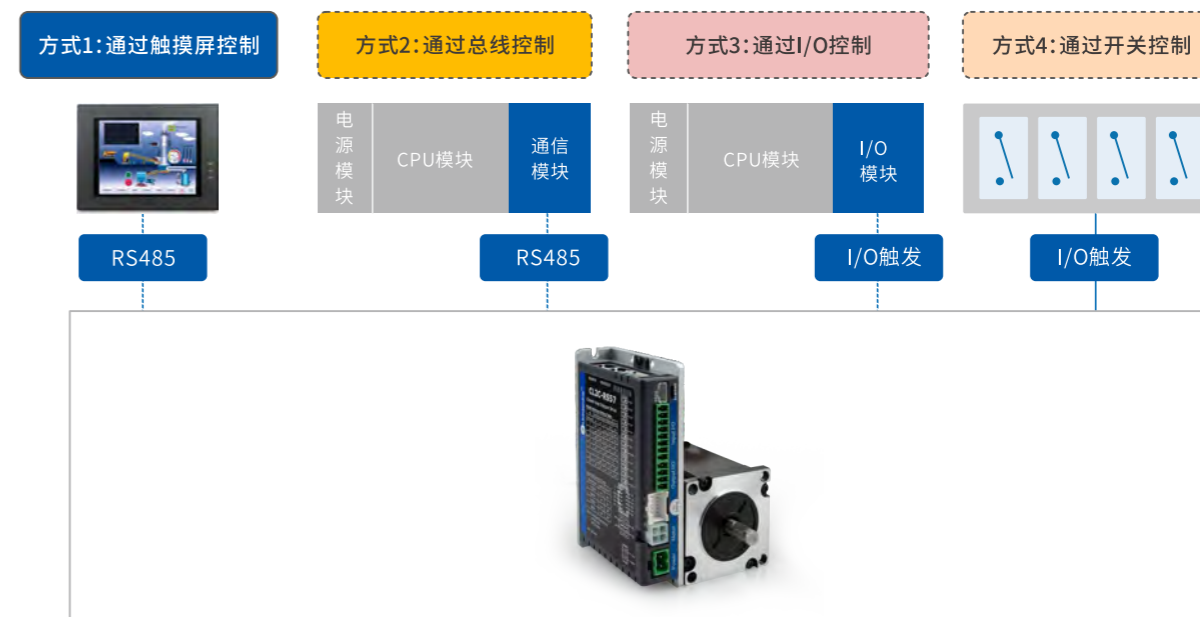 方式1:通过触摸屏控制
方式2:通过总线控制
方式3:通过I/O控制
方式4:通过开关控制
电源模块
CPU模块
通信
模块
电源模块
CPU模块
I/O
模块
RS485
RS485
I/O触发
I/O触发
CL2C-RS57